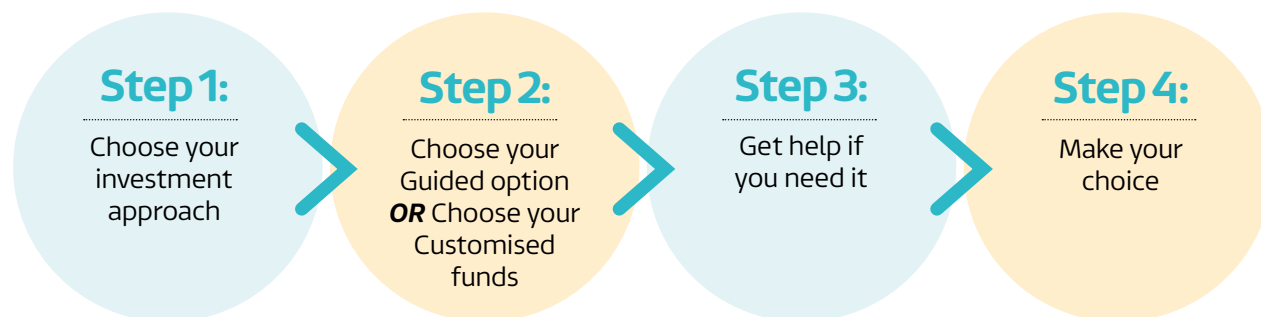 Step 1:
Choose your
investment
approach
Step 2:
Choose your
Guided option
OR Choose your
Customised
funds
Step 3:
Get help if
you need it
Step 4:
Make your
choice